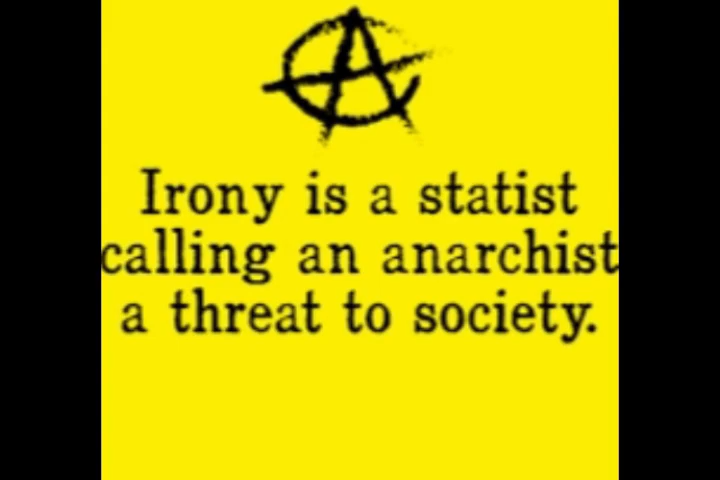 Irony is a statist
calling an anarchist
a threat to society.